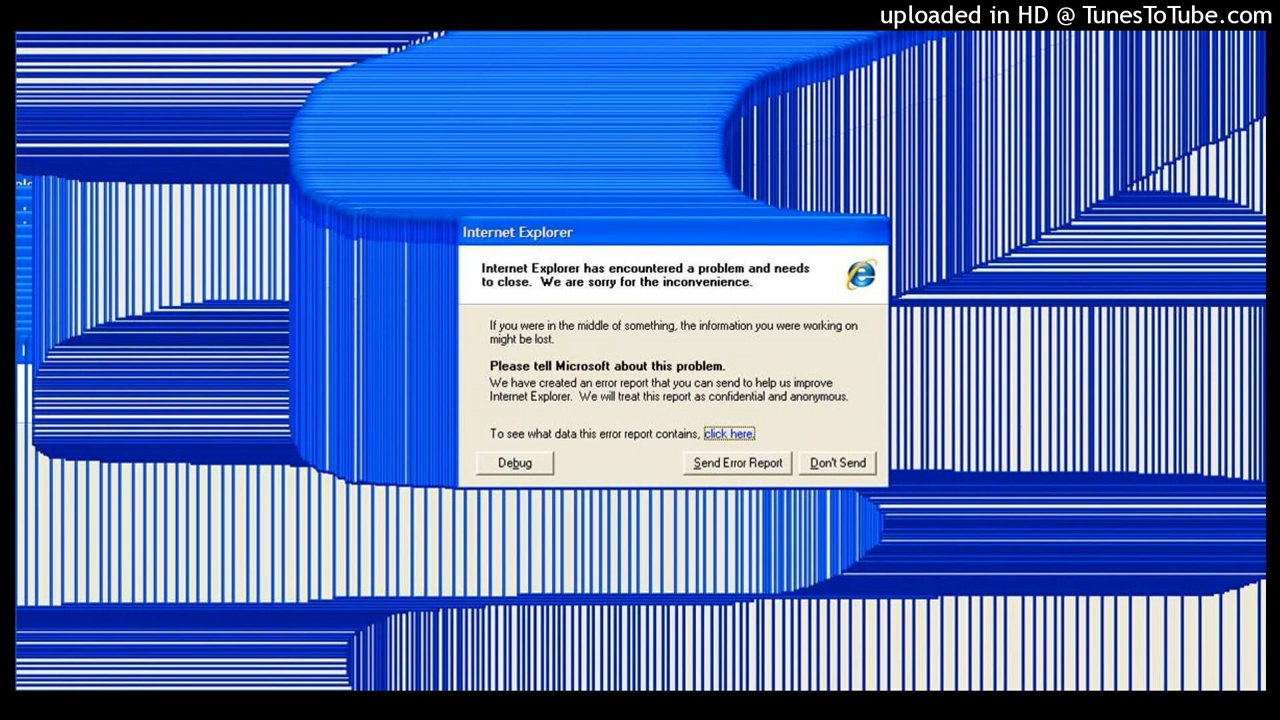 uploaded in HD @ TunesToTube.com
Internet Explorer
Internet Explorer has encountered a problem and needs
to close.  We are sorry for the inconvenience.
If you were in the middle of something, the information you were working on
might be lost.
Please tell Microsoft about this problem.
We have created an error report that you can send to help us improve
Internet Explorer.  We will treat this report as confidential and anonymous.
To see what data this error report contains, click here.
Debug
Send Error Report
Don't Send